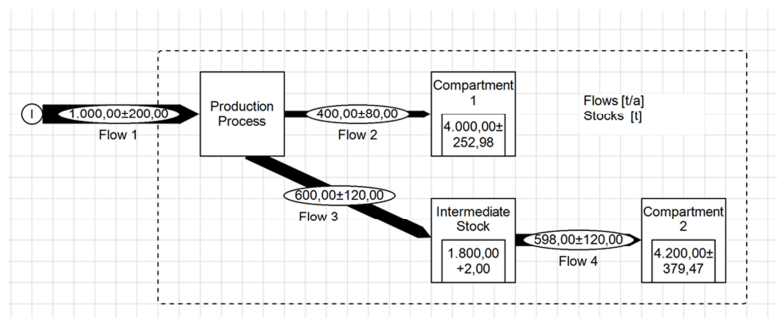 I
1.000,00±200,00
Flow 1
Production
Process
400,00±80,00
Flow 2
Compartment
1
4.000,00±
252,98
Flows [t/a]
Stocks [t]
600,00±120,00
Flow 3
Intermediate
Stock
1.800,00
+2,00
598,00±120,00
Flow 4
Compartment
2
4.200,00±
379,47